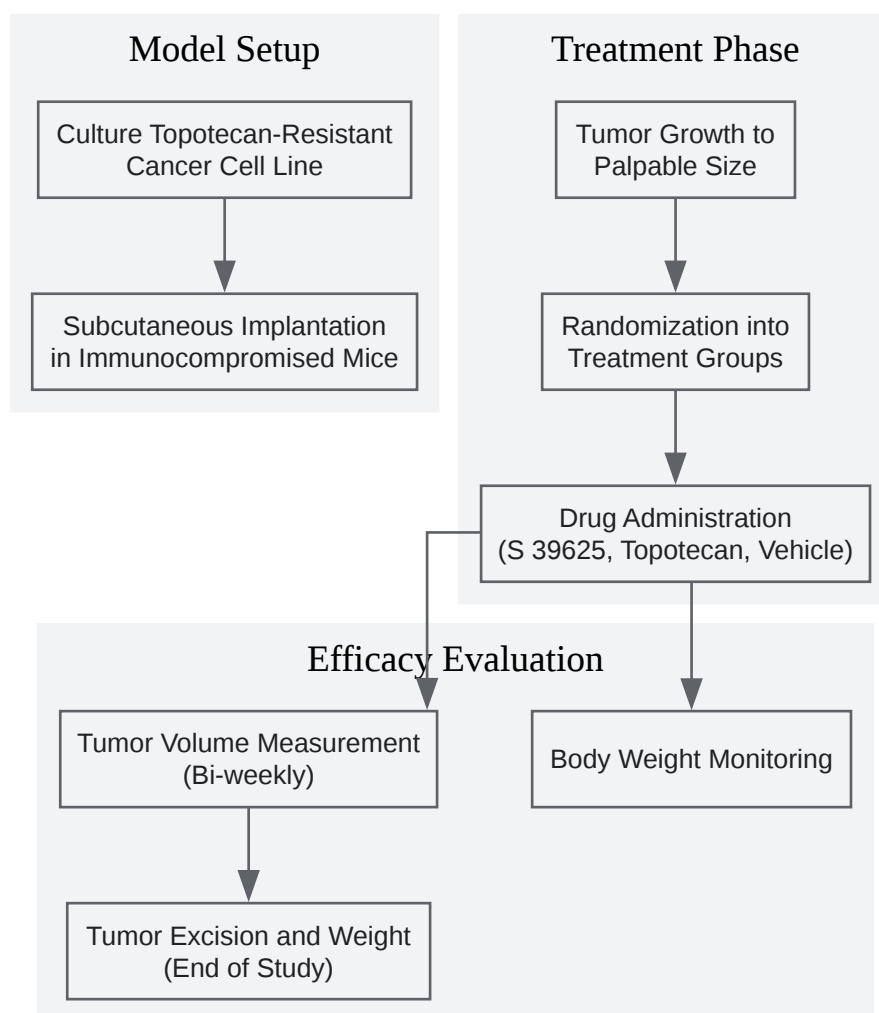 Model Setup
Culture Topotecan-Resistant
Cancer Cell Line
Subcutaneous Implantation
in Immunocompromised Mice
Treatment Phase
Tumor Growth to
Palpable Size
Randomization into
Treatment Groups
Drug Administration
(S 39625, Topotecan, Vehicle)
Efficacy Evaluation
Tumor Volume Measurement
(Bi-weekly)
Body Weight Monitoring
Tumor Excision and Weight
(End of Study)